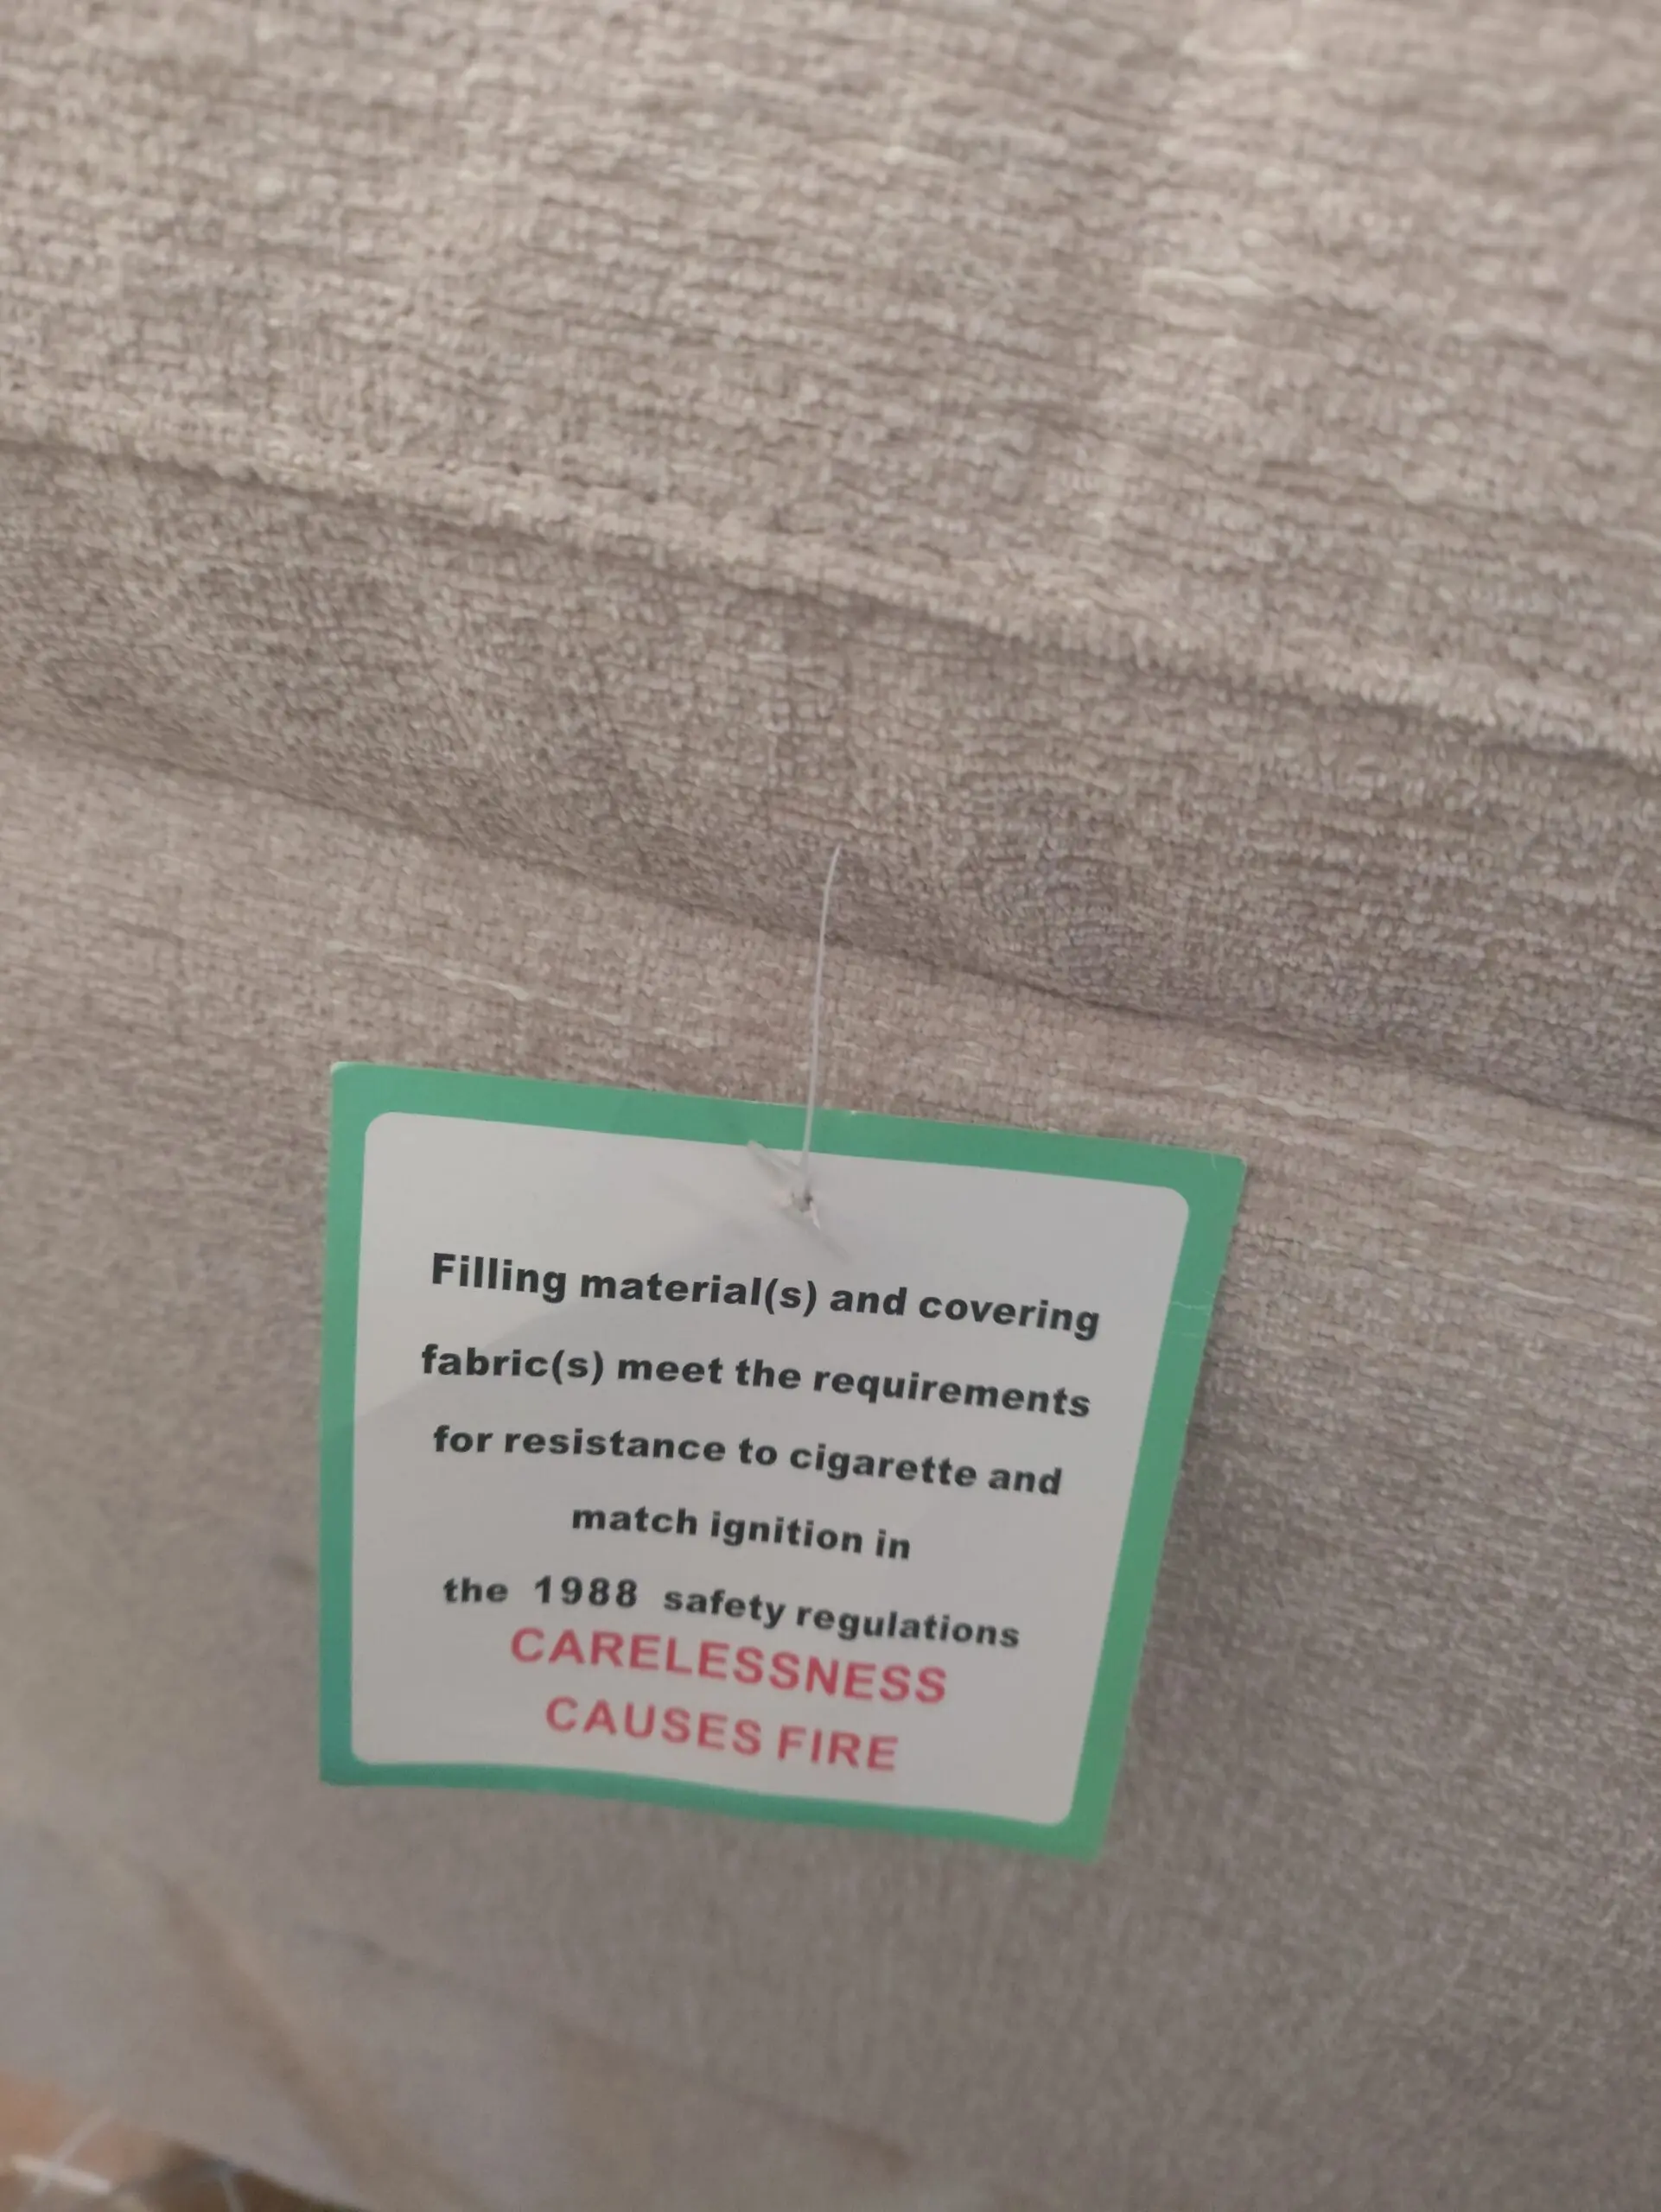 Filling material(s) and covering
fabric(s) meet the requirements
for resistance to cigarette and
match ignition in
the 1988 safety regulations
CARELESSNESS
CAUSES FIRE